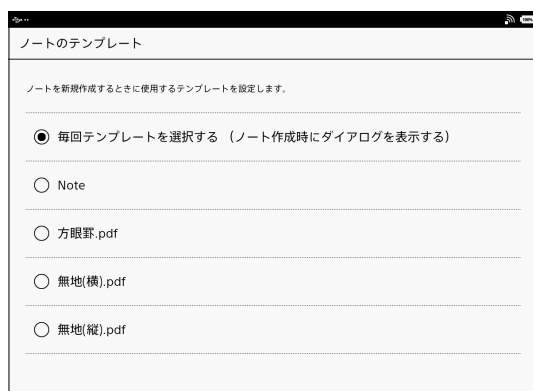 100%
ノートのテンプレート
ノートを新規作成するときに使用するテンプレートを設定します。
毎回テンプレートを選択する （ノート作成時にダイアログを表示する）
Note
方眼罫.pdf
無地(横).pdf
無地(縦).pdf